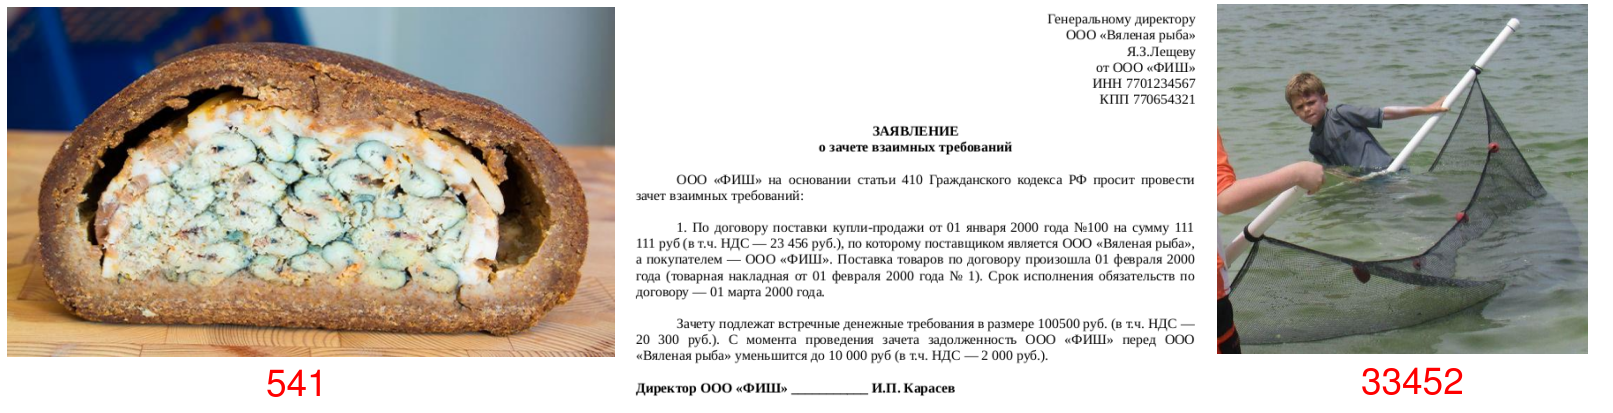 Генеральному директору
ООО «Вяленая рыба»
Я.З.Лещеву
от ООО «ФИШ»
ИНН 7701234567
КПП 770654321
ЗАЯВЛЕНИЕ
о зачете взаимных требований
ООО «ФИШ» на основании статьи 410 Гражданского кодекса РФ просит провести
зачет взаимных требований:
1. По договору поставки купли-продажи от 01 января 2000 года №100 на сумму 111
111 руб (в т.ч. НДС — 23 456 руб.), по которому поставщиком является ООО «Вяленая рыба»,
а покупателем — ООО «ФИШ». Поставка товаров по договору произошла 01 февраля 2000
года (товарная накладная от 01 февраля 2000 года № 1). Срок исполнения обязательств по
договору — 01 марта 2000 года.
Зачету подлежат встречные денежные требования в размере 100500 руб. (в т.ч. НДС —
20 300 руб.). С момента проведения зачета задолженность ООО «ФИШ» перед ООО
«Вяленая рыба» уменьшится до 10 000 руб (в т.ч. НДС — 2 000 руб.).
Директор ООО «ФИШ» ___________ И.П. Карасев
541
33452